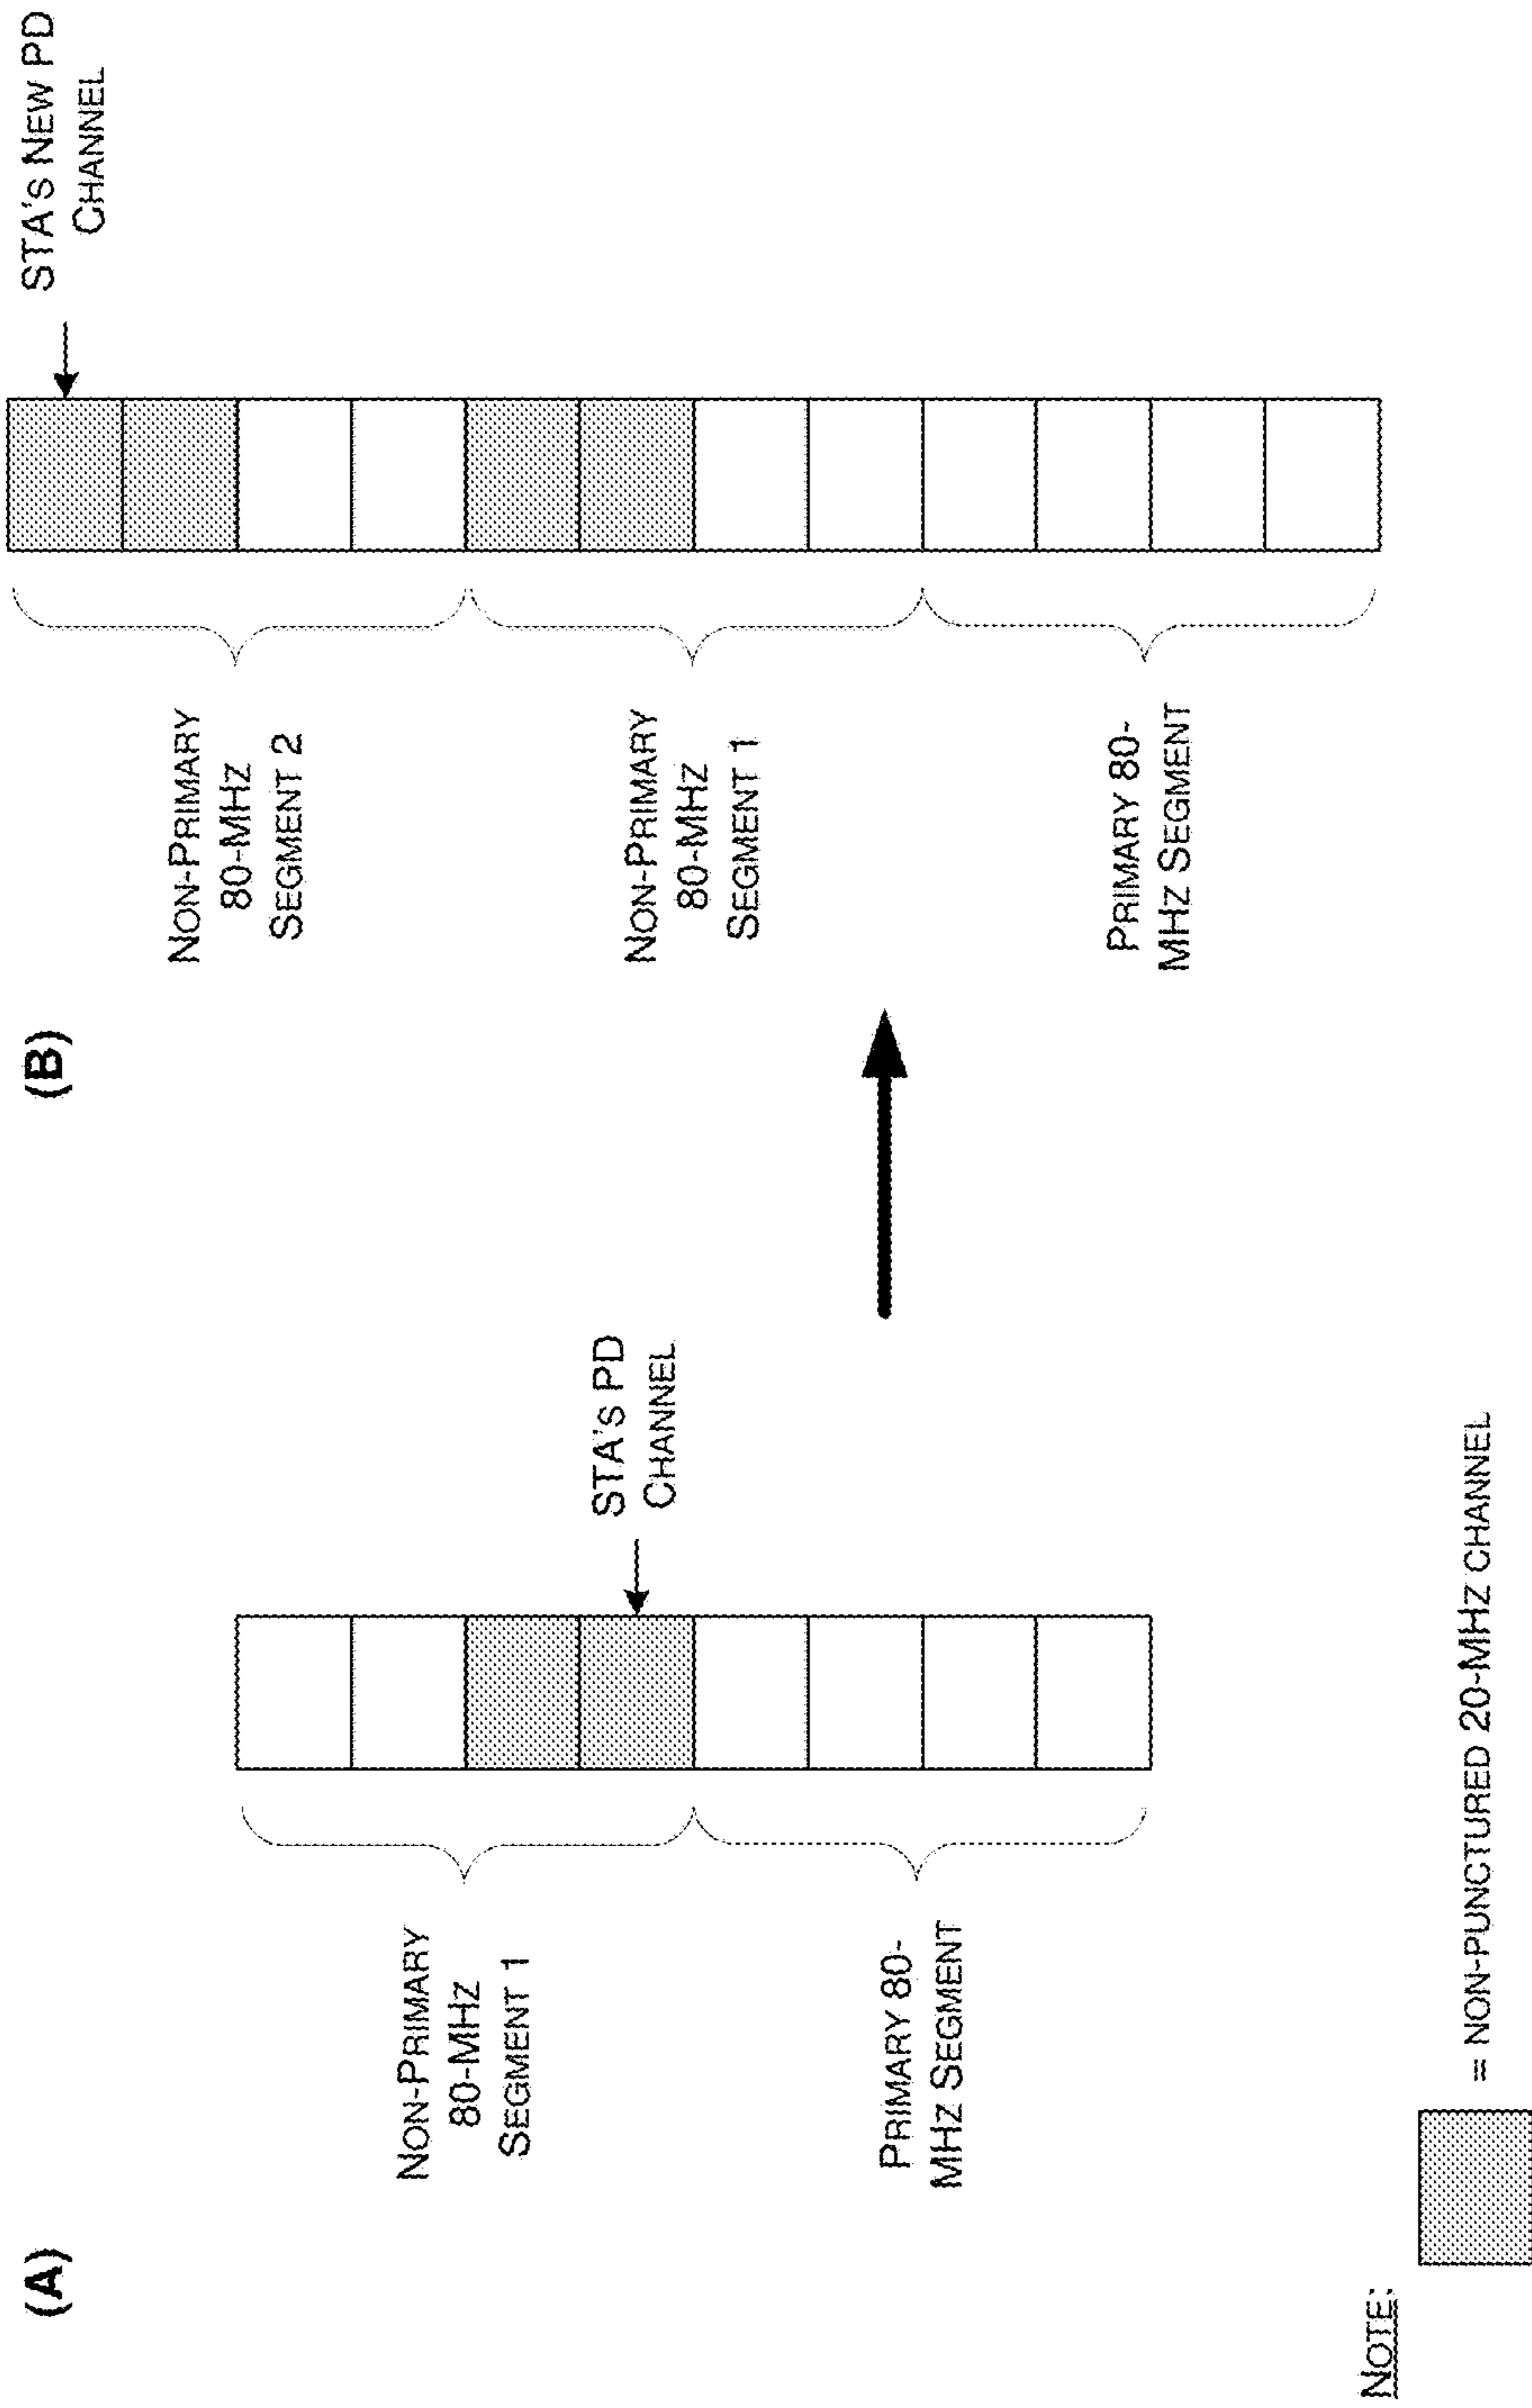 (A)
NON-PRIMARY
80-MHZ
SEGMENT 1
PRIMARY 80-
MHZ SEGMENT
STA'S PD
CHANNEL
(B)
NON-PRIMARY
80-MHZ
SEGMENT 2
NON-PRIMARY
80-MHZ
SEGMENT 1
PRIMARY 80-
MHZ SEGMENT
STA'S NEW PD
CHANNEL
NOTE:
= NON-PUNCTURED 20-MHZ CHANNEL